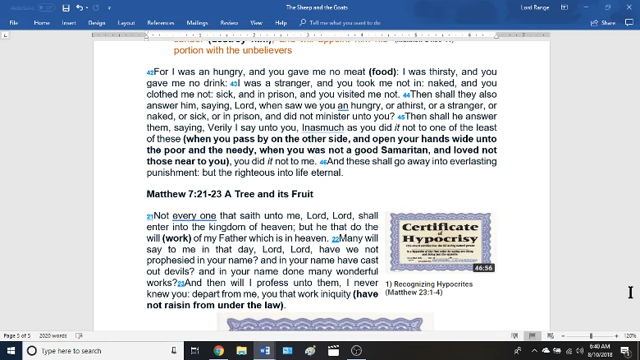 The Sheep and the Goats
Lord Range
File Home Insert Design Layout References Mailings Review View Help Tell me what you want to do Share
portion with the unbelievers
42For I was an hungry, and you gave me no meat (food): I was thirsty, and you
gave me no drink: 43I was a stranger, and you took me not in: naked, and you
clothed me not: sick, and in prison, and you visited me not. 44Then shall they also
answer him, saying, Lord, when saw we you an hungry, or athirst, or a stranger, or
naked, or sick, or in prison, and did not minister unto you? 45Then shall he answer
them, saying, Verily I say unto you, Inasmuch as you did it not to one of the least
of these (when you pass by on the other side, and open your hands wide unto
the poor and the needy, when you was not a good Samaritan, and loved not
those near to you), you did it not to me. 46And these shall go away into everlasting
punishment: but the righteous into life eternal.
Matthew 7:21-23 A Tree and its Fruit
21Not every one that saith unto me, Lord, Lord, shall
enter into the kingdom of heaven; but he that do the
will (work) of my Father which is in heaven. 22Many will
say to me in that day, Lord, Lord, have we not
prophesied in your name? and in your name have cast
out devils? and in your name done many wonderful
works? 23And then will I profess unto them, I never
knew you: depart from me, you that work iniquity (have
not raisin from under the law).
Certificate
of
Hypocrisy
46:56
1) Recognizing Hypocrites
(Matthew 23:1-4)
Page 5 of 5 2020 words
120%
Type here to search
6:40 AM
8/10/2018